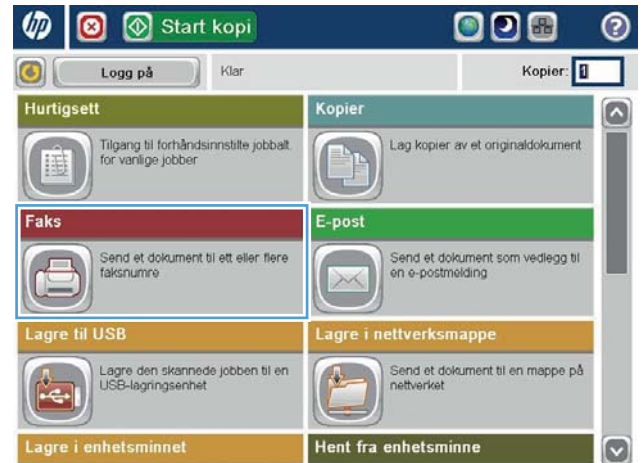 hp Start kopi ?
Logg på Klar Kopier: 1
Hurtigsett Kopier
Tilgang til forhåndsinnstilte jobbalt. Lag kopier av et originaldokument
for vanlige jobber
Faks E-post
Send et dokument til ett eller flere Send et dokument som vedlegg til
faksnumre en e-postmelding
Lagre til USB Lagre i nettverksmappe
Lagre den skannede jobben til en Send et dokument til en mappe på
USB-lagringsenhet nettverket
Lagre i enhetsminnet Hent fra enhetsminne